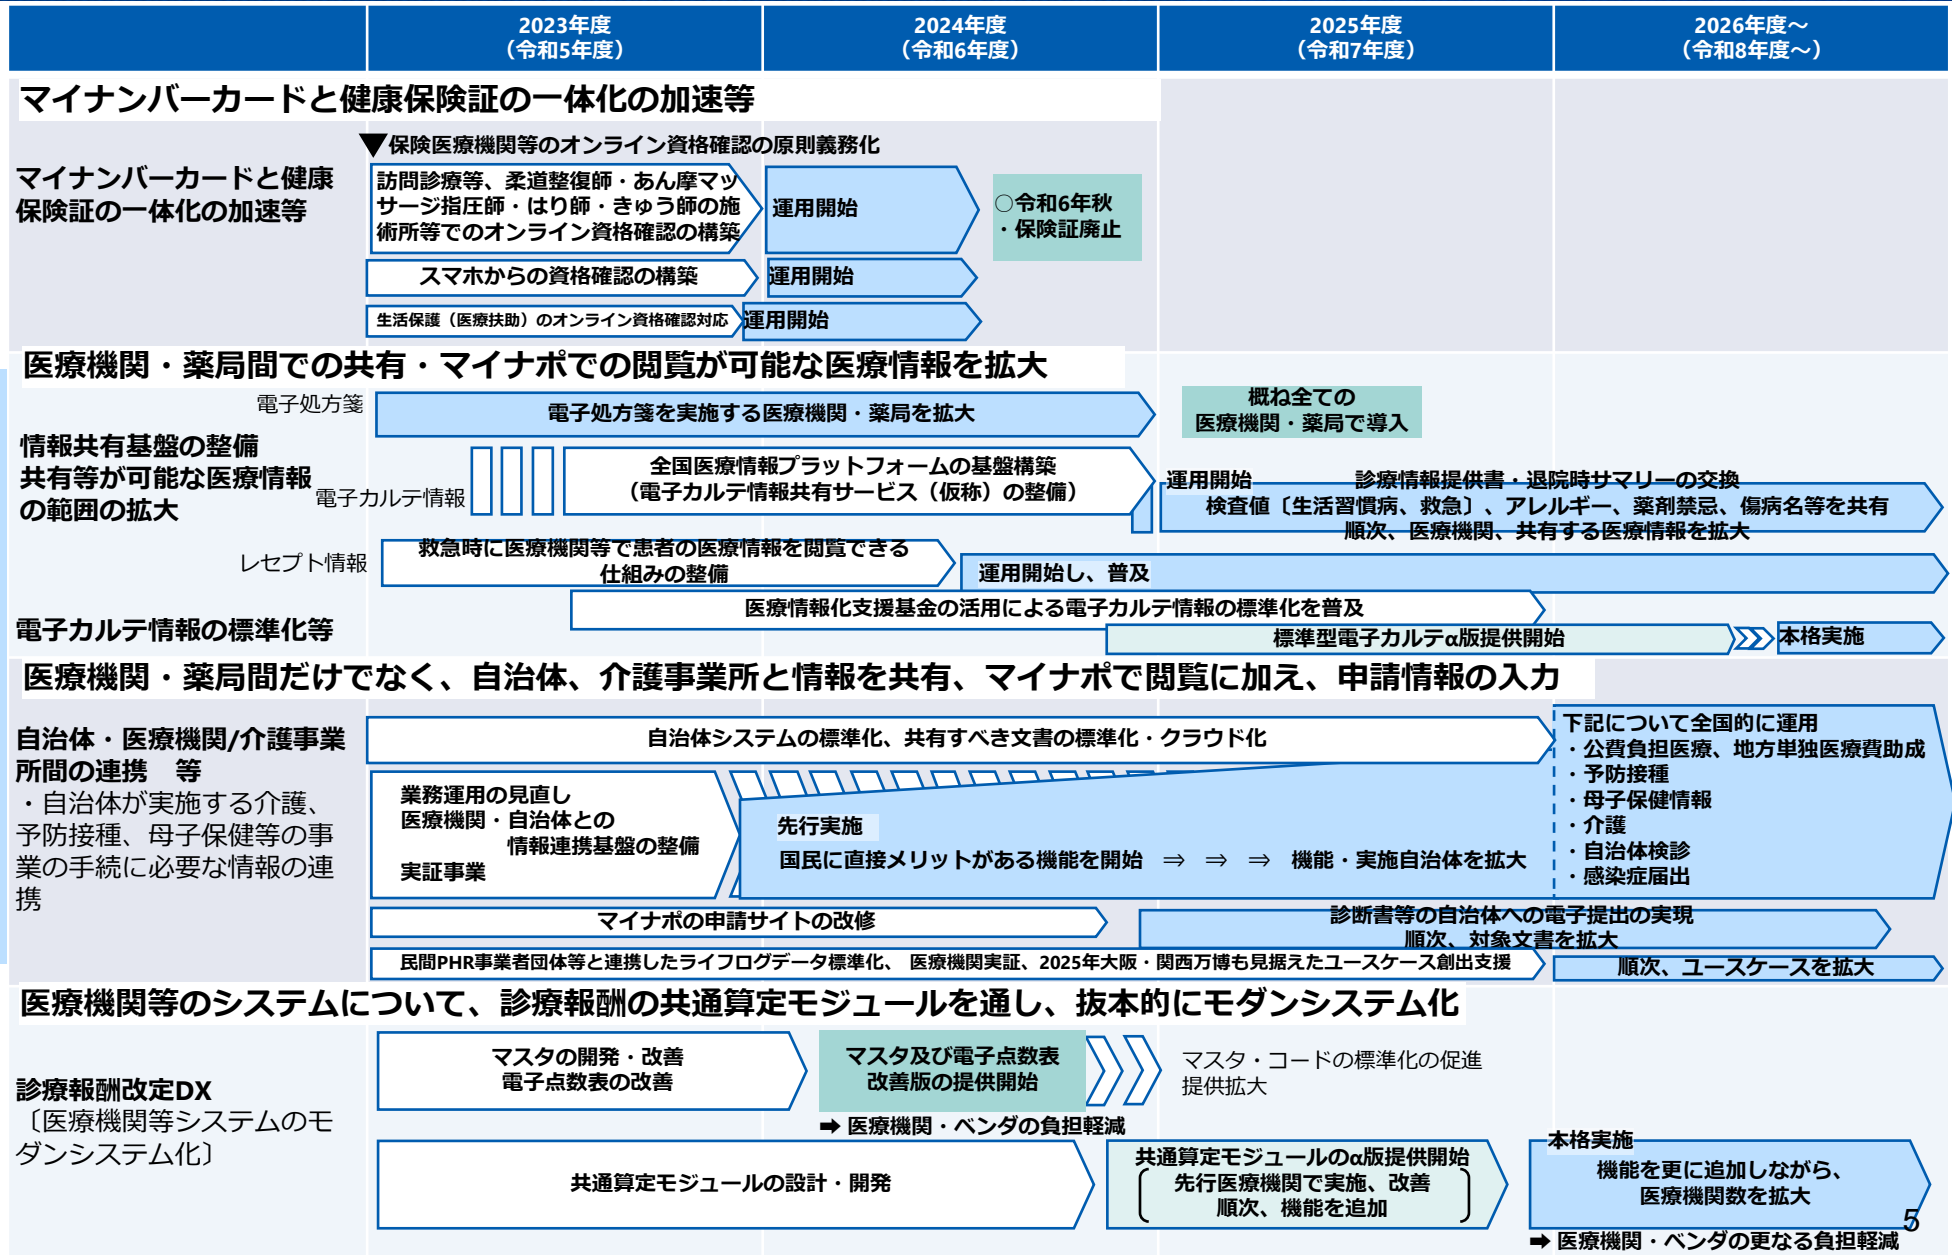 2023年度
（令和5年度）
2024年度
（令和6年度）
2025年度
（令和7年度）
2026年度～
（令和8年度～）
マイナンバーカードと健康保険証の一体化の加速等
▼保険医療機関等のオンライン資格確認の原則義務化
マイナンバーカードと健康
保険証の一体化の加速等
訪問診療等、柔道整復師・あん摩マッ
サージ指圧師・はり師・きゅう師の施
術所等でのオンライン資格確認の構築
運用開始
○令和6年秋
・保険証廃止
スマホからの資格確認の構築
運用開始
生活保護（医療扶助）のオンライン資格確認対応
運用開始
医療機関・薬局間での共有・マイナポでの閲覧が可能な医療情報を拡大
電子処方箋
電子処方箋を実施する医療機関・薬局を拡大
概ね全ての
医療機関・薬局で導入
情報共有基盤の整備
共有等が可能な医療情報
の範囲の拡大
電子カルテ情報
全国医療情報プラットフォームの基盤構築
（電子カルテ情報共有サービス（仮称）の整備）
運用開始
診療情報提供書・退院時サマリーの交換
検査値〔生活習慣病、救急〕、アレルギー、薬剤禁忌、傷病名等を共有
順次、医療機関、共有する医療情報を拡大
レセプト情報
救急時に医療機関等で患者の医療情報を閲覧できる
仕組みの整備
運用開始し、普及
電子カルテ情報の標準化等
医療情報化支援基金の活用による電子カルテ情報の標準化を普及
標準型電子カルテα版提供開始
本格実施
医療機関・薬局間だけでなく、自治体、介護事業所と情報を共有、マイナポで閲覧に加え、申請情報の入力
自治体・医療機関/介護事業
所間の連携　等
・自治体が実施する介護、
予防接種、母子保健等の事
業の手続に必要な情報の連
携
自治体システムの標準化、共有すべき文書の標準化・クラウド化
業務運用の見直し
医療機関・自治体との
情報連携基盤の整備
実証事業
先行実施
国民に直接メリットがある機能を開始　⇒　⇒　⇒　機能・実施自治体を拡大
下記について全国的に運用
・公費負担医療、地方単独医療費助成
・予防接種
・母子保健情報
・介護
・自治体検診
・感染症届出
マイナポの申請サイトの改修
診断書等の自治体への電子提出の実現
順次、対象文書を拡大
民間PHR事業者団体等と連携したライフログデータ標準化、 医療機関実証、2025年大阪・関西万博も見据えたユースケース創出支援
順次、ユースケースを拡大
医療機関等のシステムについて、診療報酬の共通算定モジュールを通し、抜本的にモダンシステム化
診療報酬改定DX
〔医療機関等システムのモ
ダンシステム化〕
マスタの開発・改善
電子点数表の改善
マスタ及び電子点数表
改善版の提供開始
マスタ・コードの標準化の促進
提供拡大
➡ 医療機関・ベンダの負担軽減
共通算定モジュールの設計・開発
共通算定モジュールのα版提供開始
先行医療機関で実施、改善
順次、機能を追加
本格実施
機能を更に追加しながら、
医療機関数を拡大
➡ 医療機関・ベンダの更なる負担軽減
5